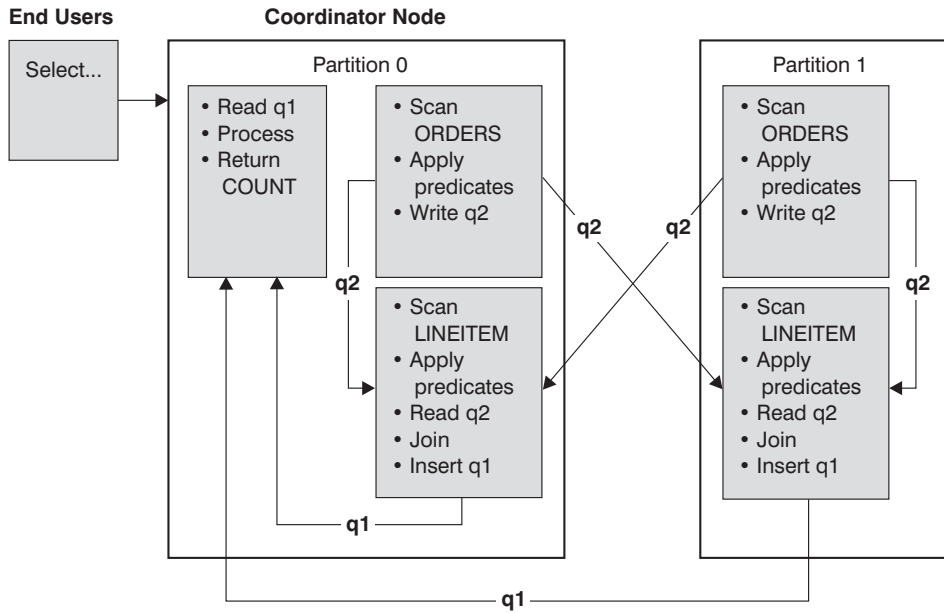 End Users
Coordinator Node
Select...
Partition 0
• Read q1
• Process
• Return
COUNT
• Scan
ORDERS
• Apply
predicates
• Write q2
q2
• Scan
LINEITEM
• Apply
predicates
• Read q2
• Join
• Insert q1
q1
q2
q2
Partition 1
• Scan
ORDERS
• Apply
predicates
• Write q2
q2
• Scan
LINEITEM
• Apply
predicates
• Read q2
• Join
• Insert q1
q1